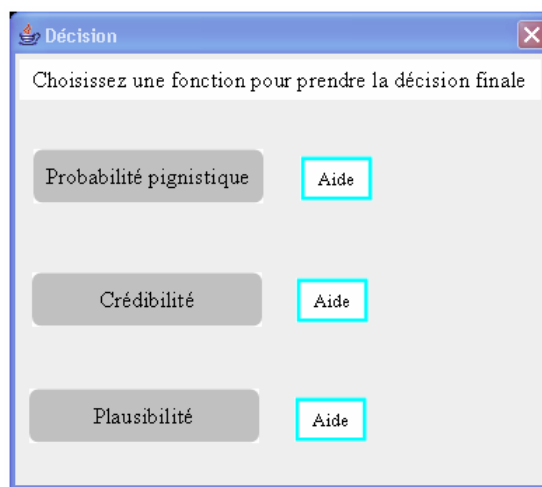 Décision
Choisissez une fonction pour prendre la décision finale
Probabilité pignistique Aide
Crédibilité Aide
Plausibilité Aide